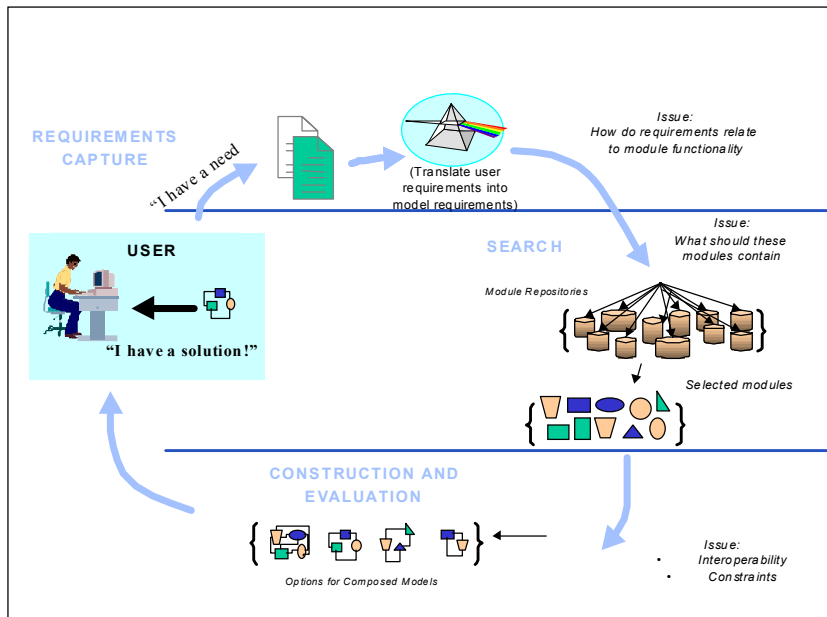 REQUIREMENTS
CAPTURE
“I have a need
(Translate user
requirements into
model requirements)
Issue:
How do requirements relate
to module functionality
USER
“I have a solution!”
SEARCH
Issue:
What should these
modules contain
Module Repositories
Selected modules
CONSTRUCTION AND
EVALUATION
Options for Composed Models
Issue:
• Interoperability
• Constraints